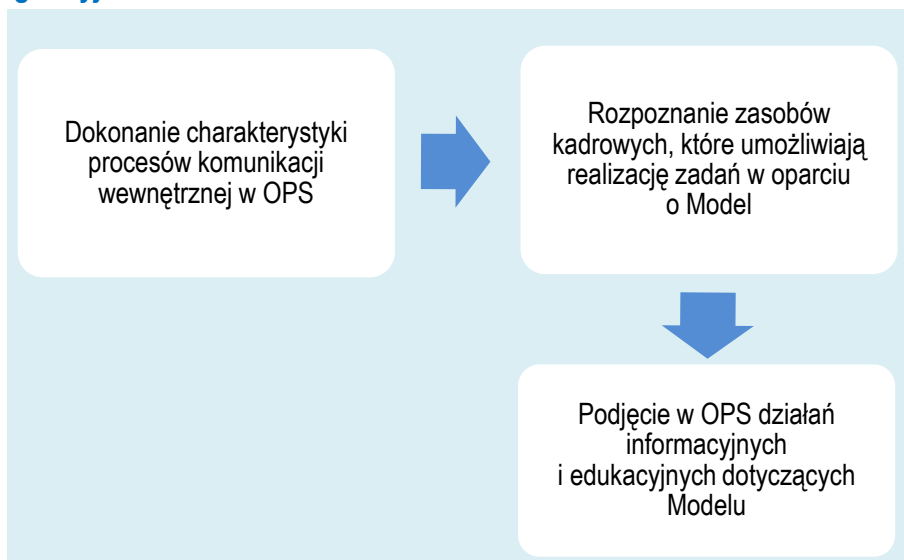 Dokonanie charakterystyki
procesów komunikacji
wewnętrznej w OPS
Rozpoznanie zasobów
kadrowych, które umożliwiają
realizację zadań w oparciu
o Model
Podjęcie w OPS działań
informacyjnych
i edukacyjnych dotyczących
Modelu